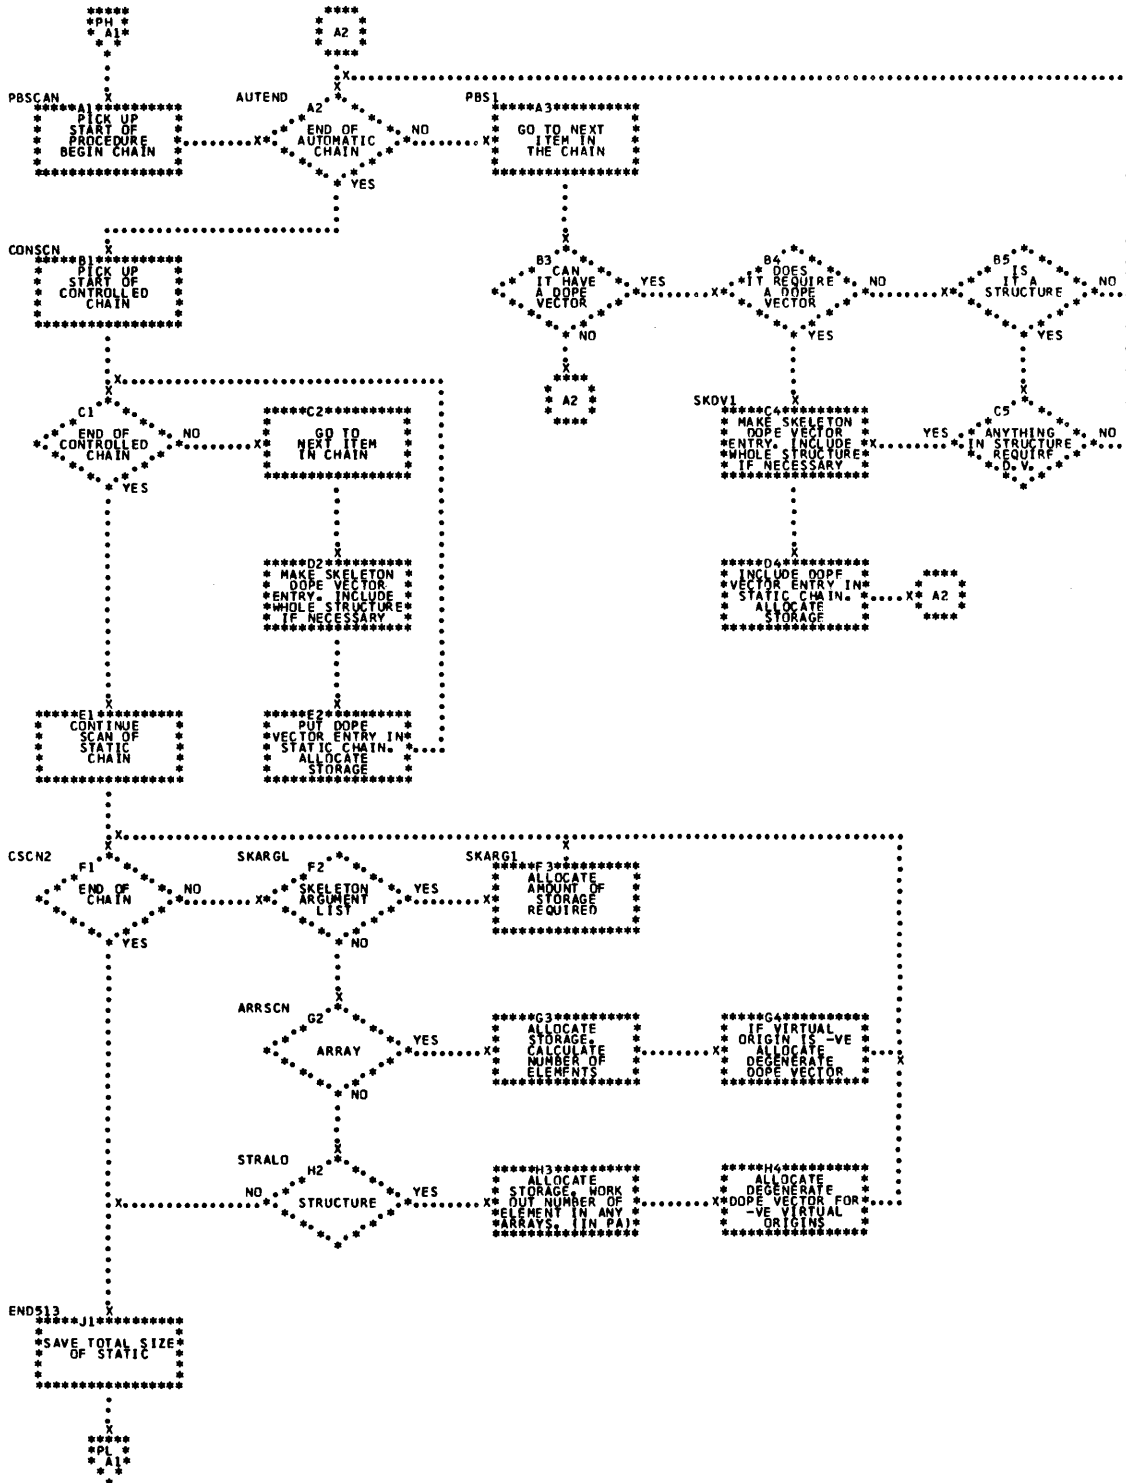 PH
A1
A2
PBSCAN
A1
PICK UP
START OF
PROCEDURE
BEGIN CHAIN
AUTEND
A2
END OF
AUTOMATIC
CHAIN
NO
YES
PBS1
A3
GO TO NEXT
ITEM IN
THE CHAIN
CONSCN
B1
PICK UP
START OF
CONTROLLED
CHAIN
B3
CAN
IT HAVE
A DOPE
VECTOR
YES
NO
B4
DOES
IT REQUIRE
A DOPE
VECTOR
NO
YES
B5
IS
IT A
STRUCTURE
NO
YES
A2
C1
END OF
CONTROLLED
CHAIN
NO
YES
C2
GO TO
NEXT ITEM
IN CHAIN
SKDV1
C4
MAKE SKELETON
DOPE VECTOR
ENTRY. INCLUDE
WHOLE STRUCTURE
IF NECESSARY
YES
C5
ANYTHING
IN STRUCTURE
REQUIRF
D.V.
NO
D2
MAKE SKELETON
DOPE VECTOR
ENTRY. INCLUDE
WHOLE STRUCTURE
IF NECESSARY
D4
INCLUDE DOPF
VECTOR ENTRY IN
STATIC CHAIN.
ALLOCATE
STORAGE
A2
E1
CONTINUE
SCAN OF
STATIC
CHAIN
E2
PUT DOPE
VECTOR ENTRY IN
STATIC CHAIN.
ALLOCATE
STORAGE
CSCN2
F1
END OF
CHAIN
NO
YES
SKARGL
F2
SKELETON
ARGUMENT
LIST
YES
NO
SKARG1
F3
ALLOCATE
AMOUNT OF
STORAGE
REQUIRED
ARRSCN
G2
ARRAY
YES
NO
G3
ALLOCATE
STORAGE.
CALCULATE
NUMBER OF
ELEMENTS
G4
IF VIRTUAL
ORIGIN IS -VE
ALLOCATE
DEGENERATE
DOPE VECTOR
STRALO
H2
NO
STRUCTURE
YES
H3
ALLOCATE
STORAGE. WORK
OUT NUMBER OF
ELEMENT IN ANY
ARRAYS. (IN PA)
H4
ALLOCATE
DEGENERATE
DOPE VECTOR FOR
-VE VIRTUAL
ORIGINS
END513
J1
SAVE TOTAL SIZE
OF STATIC
PL
A1